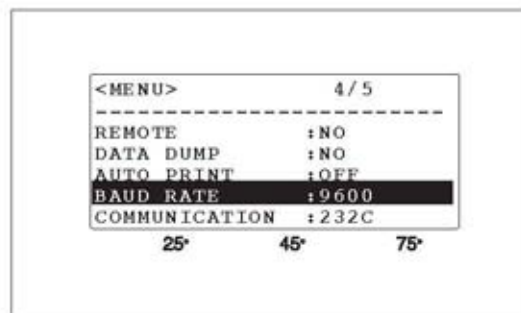 <MENU> 4/5
---------------------------
REMOTE :NO
DATA DUMP :NO
AUTO PRINT :OFF
BAUD RATE :9600
COMMUNICATION :232C
25° 45° 75°